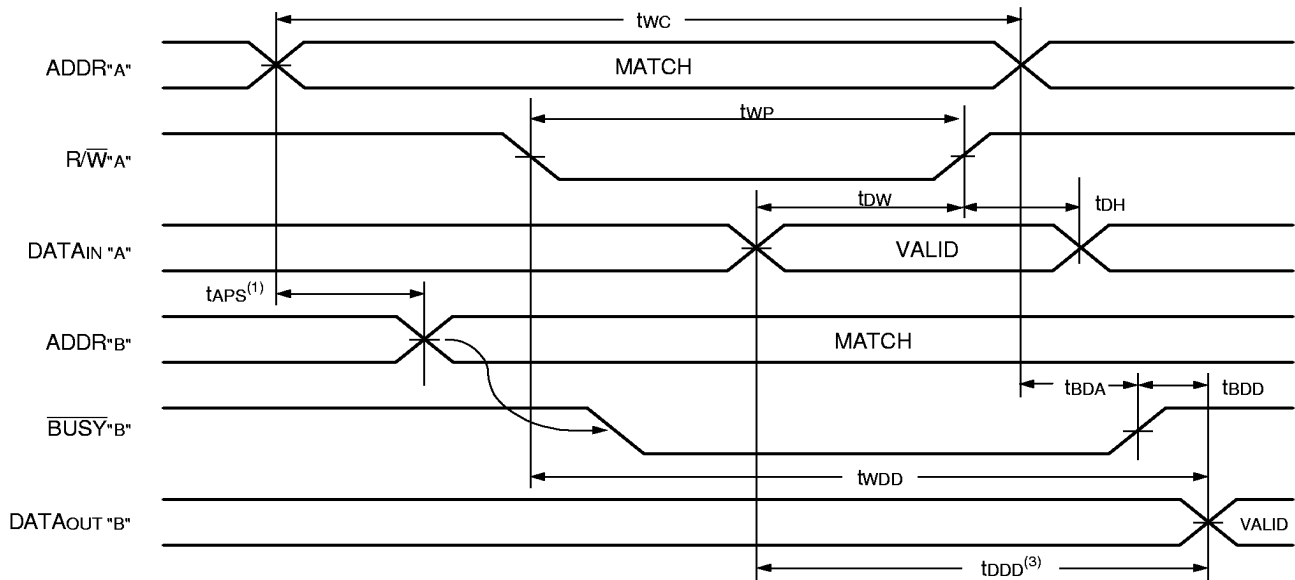 tWC
ADDR"A" MATCH
tWP
R/W̅"A"
tDW tDH
DATAIN "A" VALID
tAPS(1)
ADDR"B" MATCH
tBDA tBDD
B̅U̅S̅Y̅"B"
tWDD
DATAOUT "B" VALID
tDDD(3)